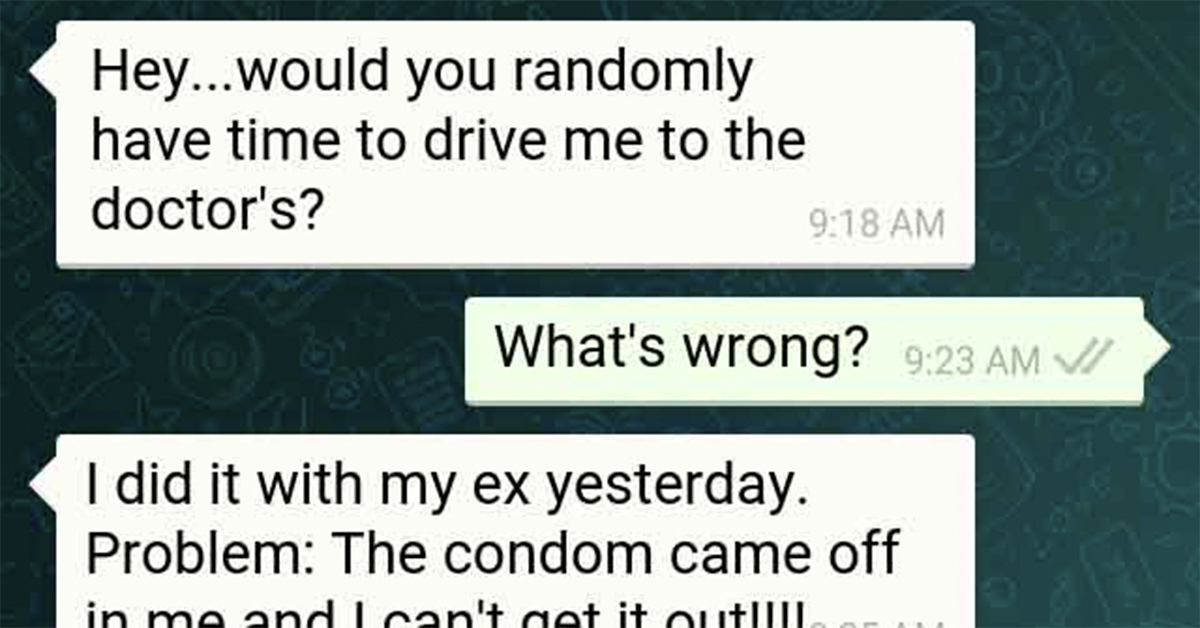 Hey...would you randomly
have time to drive me to the
doctor's?
9:18 AM
What's wrong? 9:23 AM
I did it with my ex yesterday.
Problem: The condom came off
in me and I can't get it out!!!!